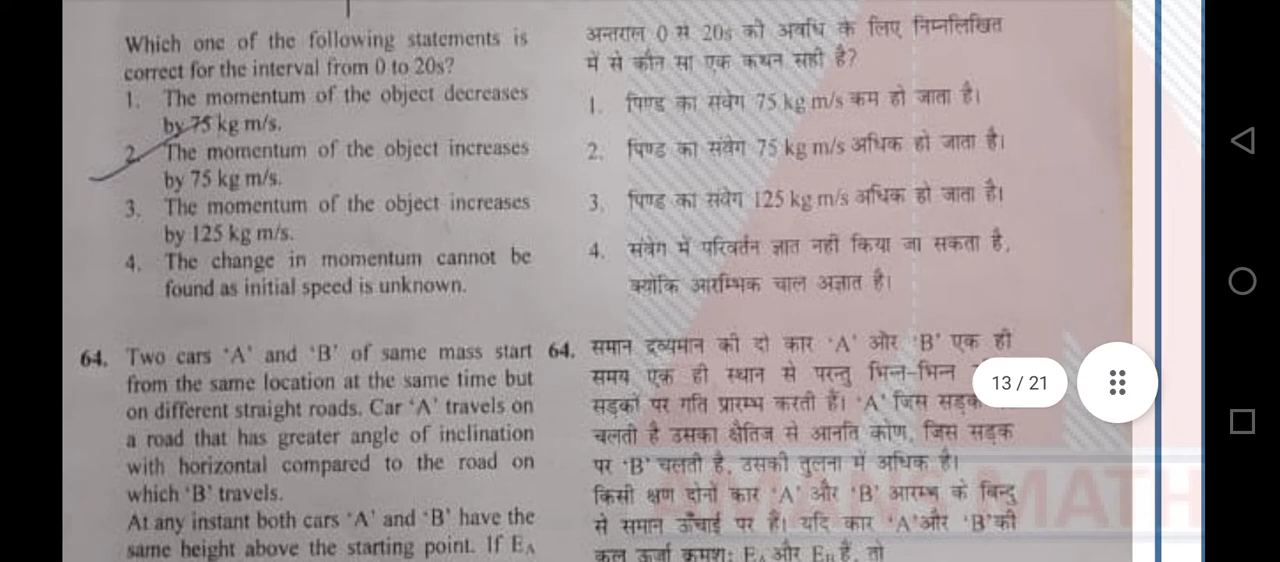 Which one of the following statements is
correct for the interval from 0 to 20s?
1. The momentum of the object decreases
by 75 kg m/s.
2. The momentum of the object increases
by 75 kg m/s.
3. The momentum of the object increases
by 125 kg m/s.
4. The change in momentum cannot be
found as initial speed is unknown.
64. Two cars ‘A’ and ‘B’ of same mass start
from the same location at the same time but
on different straight roads. Car ‘A’ travels on
a road that has greater angle of inclination
with horizontal compared to the road on
which ‘B’ travels.
At any instant both cars ‘A’ and ‘B’ have the
same height above the starting point. If EA
अन्तराल 0 से 20s की अवधि के लिए निम्नलिखित
में से कौन सा एक कथन सही है?
1. पिण्ड का संवेग 75 kg m/s कम हो जाता है।
2. पिण्ड का संवेग 75 kg m/s अधिक हो जाता है।
3. पिण्ड का संवेग 125 kg m/s अधिक हो जाता है।
4. संवेग में परिवर्तन ज्ञात नहीं किया जा सकता है,
क्योंकि आरम्भिक चाल अज्ञात है।
64. समान द्रव्यमान की दो कार ‘A’ और ‘B’ एक ही
समय एक ही स्थान से परन्तु भिन्न-भिन्न
सड़कों पर गति प्रारम्भ करती हैं। ‘A’ जिस सड़क
चलती है उसका क्षैतिज से आनति कोण, जिस सड़क
पर ‘B’ चलती है, उसकी तुलना में अधिक है।
किसी क्षण दोनों कार ‘A’ और ‘B’ आरम्भ के बिन्दु
से समान ऊँचाई पर हैं। यदि कार ‘A’और ‘B’की
कुल ऊर्जा क्रमशः EA और EB हैं, तो
13 / 21
MATH